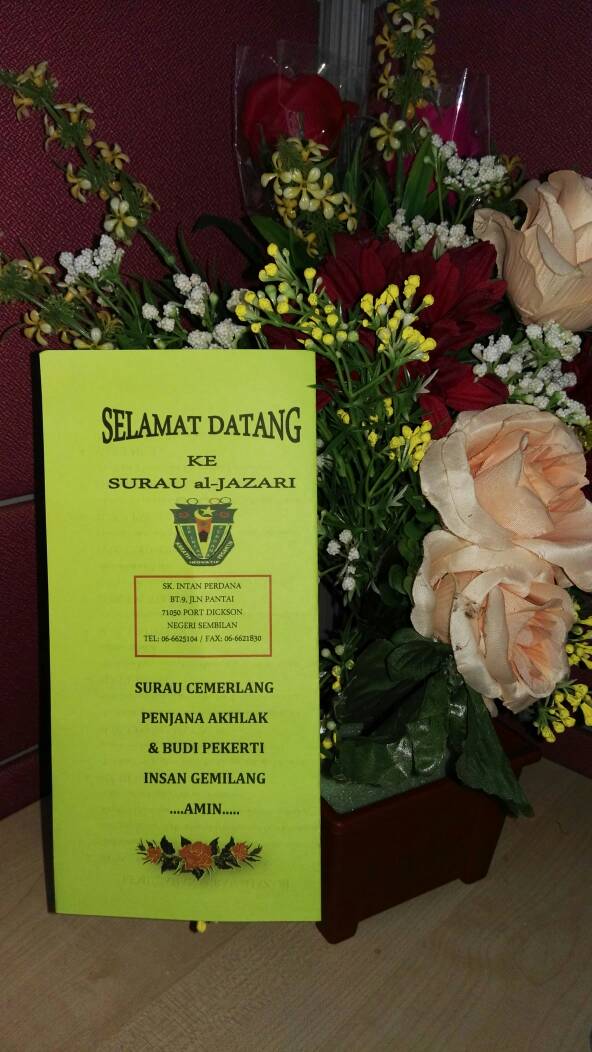 SELAMAT DATANG
KE
SURAU al-JAZARI
SK. INTAN PERDANA
BT.9, JLN PANTAI
71050 PORT DICKSON
NEGERI SEMBILAN
TEL: 06-6625104 / FAX: 06-6621830
SURAU CEMERLANG
PENJANA AKHLAK
& BUDI PEKERTI
INSAN GEMILANG
....AMIN.....